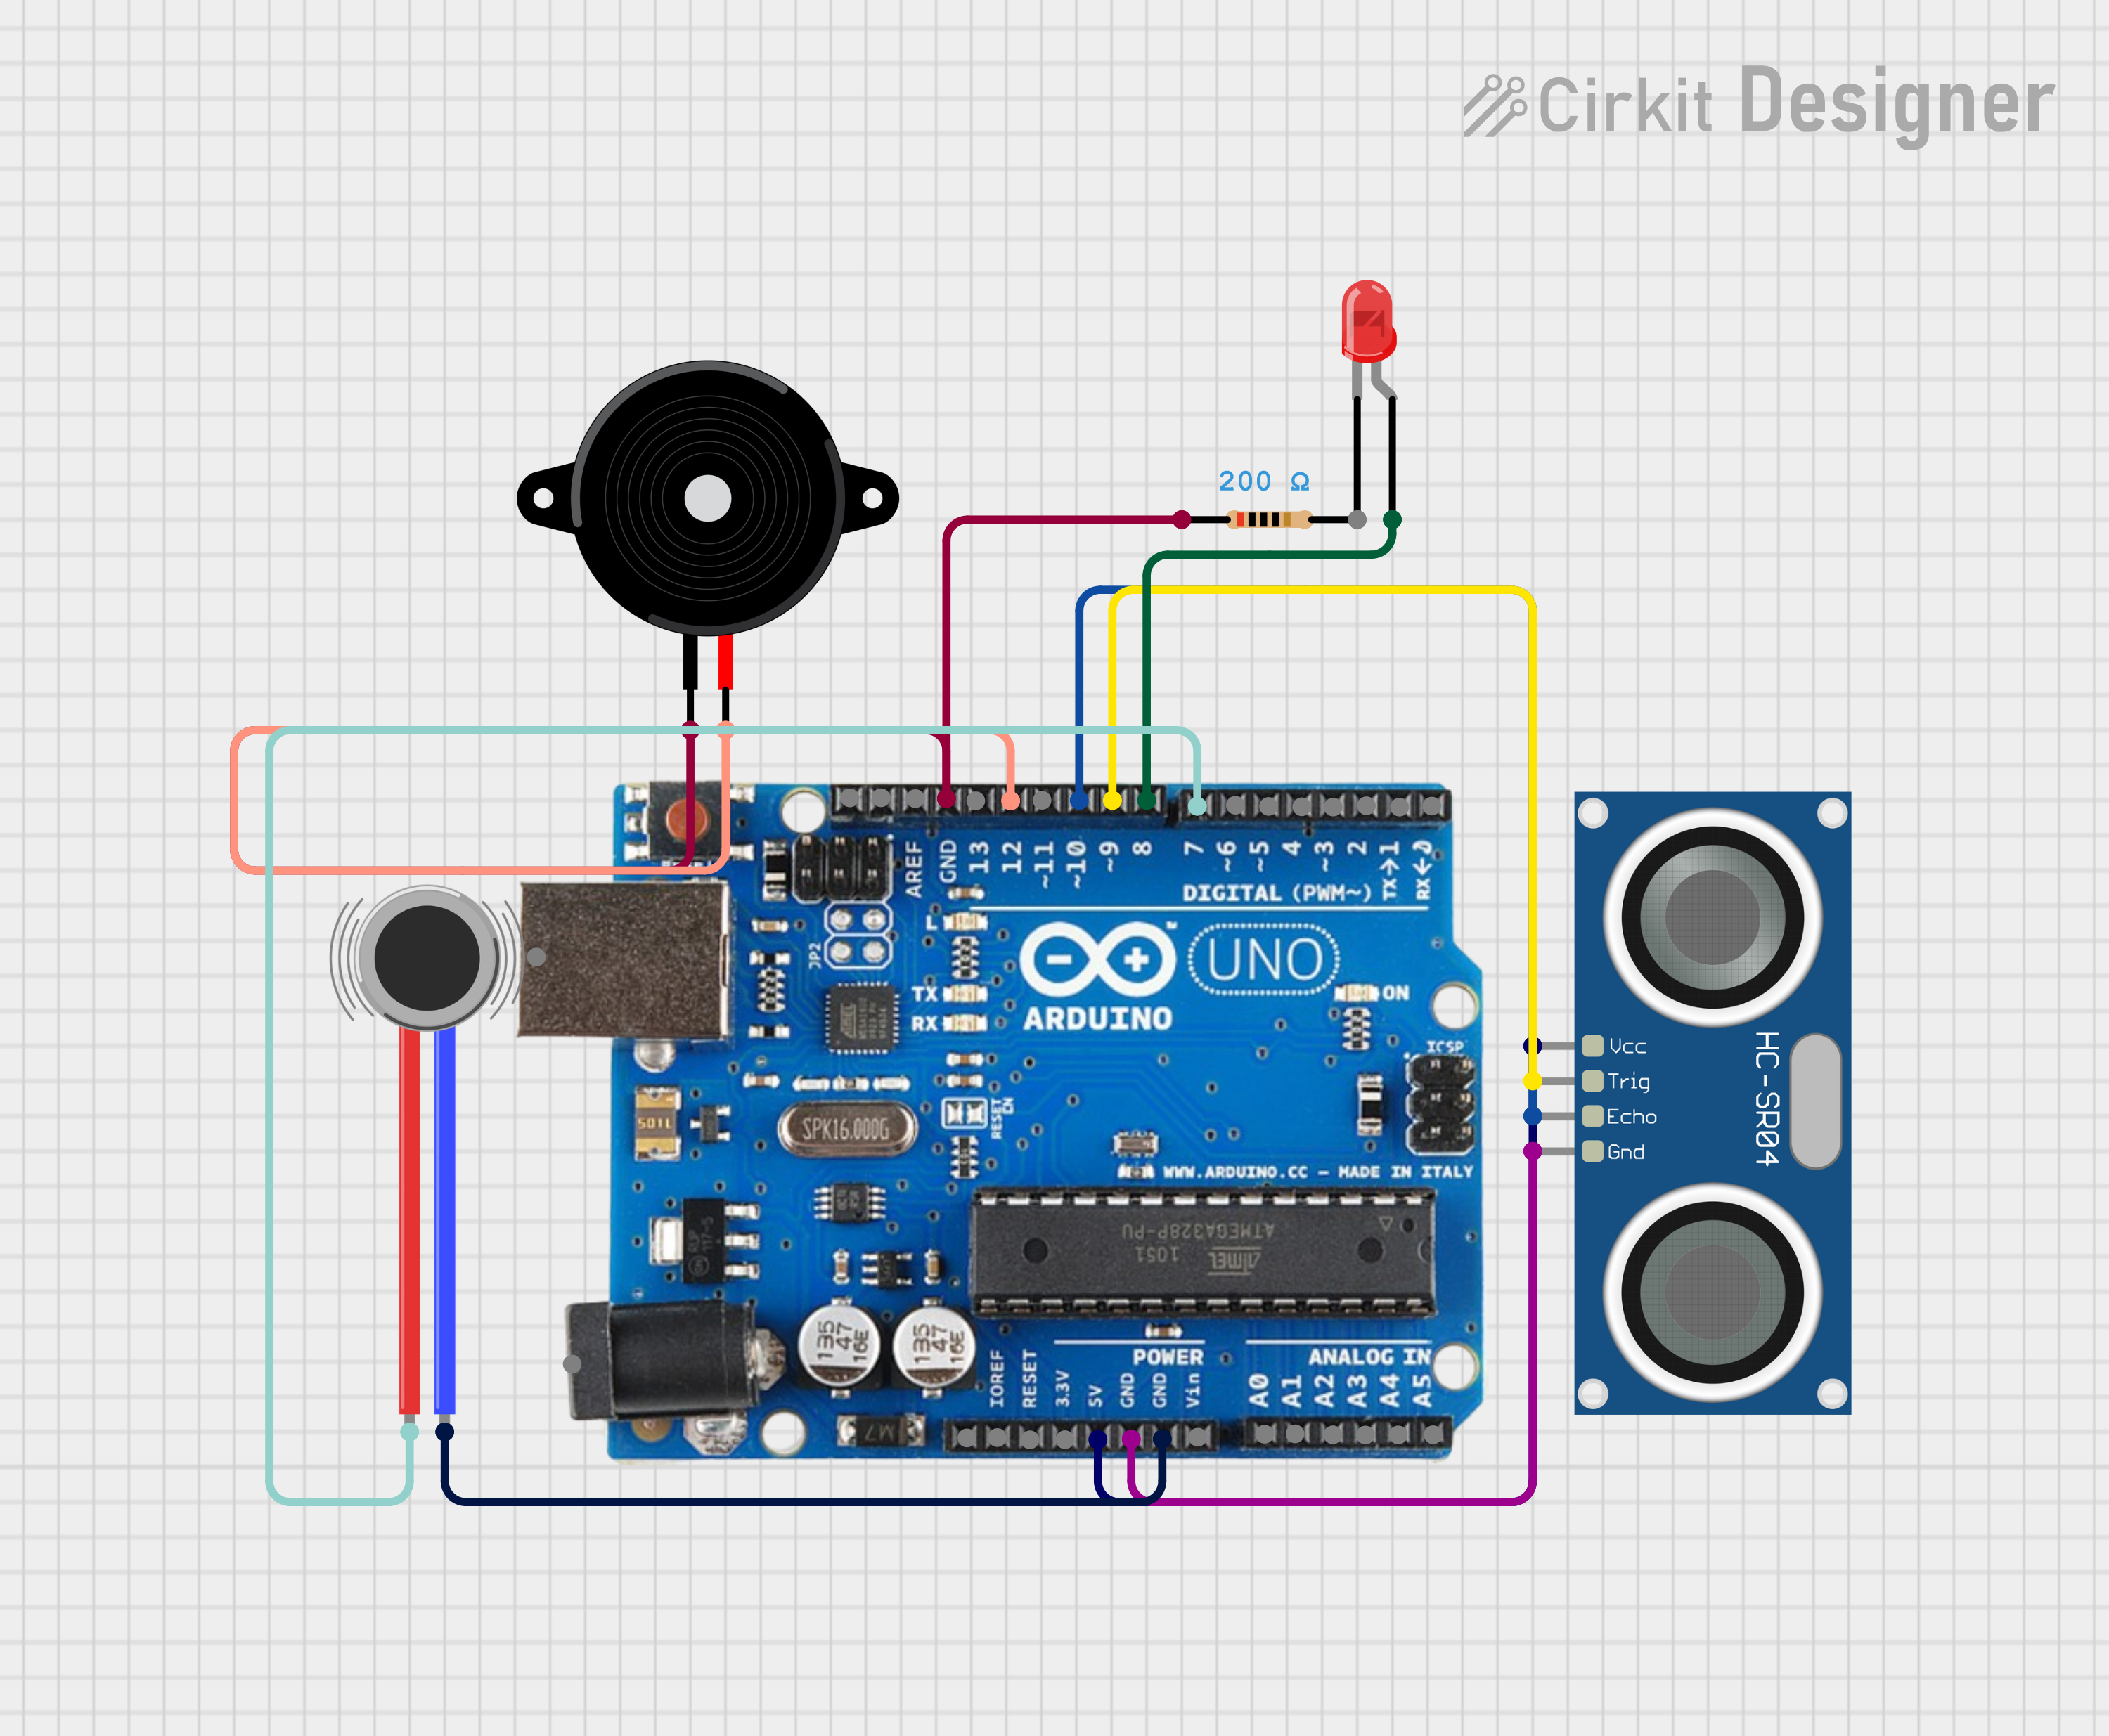 Cirkit Designer
200 Ω
AREF
GND
13
12
~11
~10
~9
8
7
~6
~5
4
~3
2
TX→1
RX←0
DIGITAL (PWM~)
L
JP2
™
UNO
TX
RX
ON
ARDUINO
ICSP
RESET EN
501L
SPK16.000G
WWW.ARDUINO.CC – MADE IN ITALY
ATMEGA328P-PU
ATMEL
1051
135
47
16E
135
47
16E
M7
POWER
ANALOG IN
IOREF
RESET
3.3V
5V
GND
GND
Vin
A0
A1
A2
A3
A4
A5
Vcc
Trig
Echo
Gnd
HC-SR04